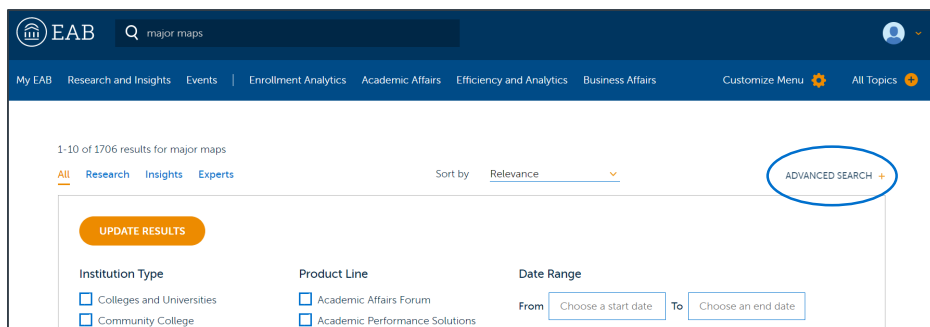 EAB major maps
My EAB Research and Insights Events | Enrollment Analytics Academic Affairs Efficiency and Analytics Business Affairs Customize Menu All Topics +
1-10 of 1706 results for major maps
All Research Insights Experts Sort by Relevance ADVANCED SEARCH +
UPDATE RESULTS
Institution Type Product Line Date Range
Colleges and Universities Academic Affairs Forum
From Choose a start date To Choose an end date
Community College Academic Performance Solutions